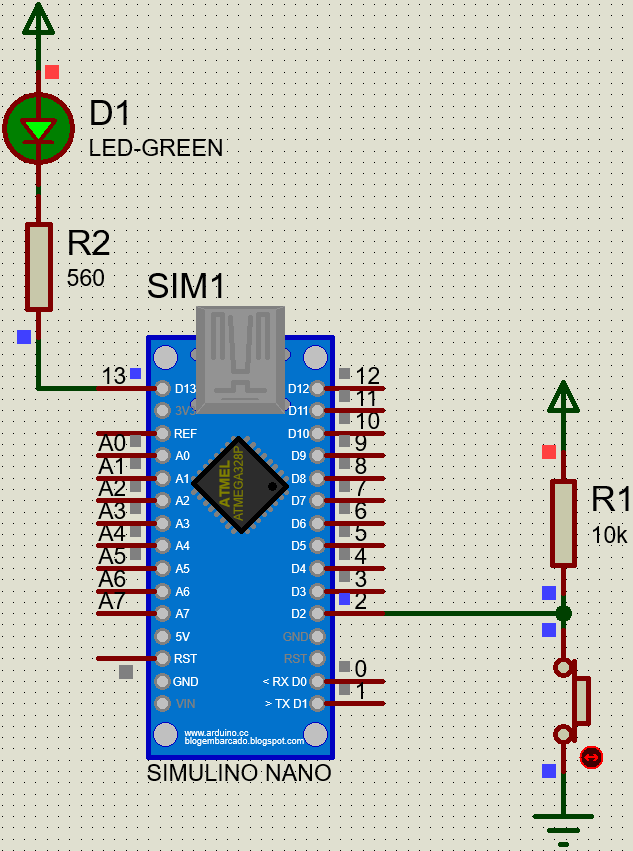 D1
LED-GREEN
R2
560
SIM1
13
D13
3V3
REF
A0
A0
A1
A1
A2
A2
A3
A3
A4
A4
A5
A5
A6
A6
A7
A7
5V
RST
GND
VIN
ATMEL
ATMEGA328P
D12
12
D11
11
D10
10
D9
9
D8
8
D7
7
D6
6
D5
5
D4
4
D3
3
D2
2
GND
RST
< RX D0
0
> TX D1
1
www.arduino.cc
blogembarcado.blogspot.com
SIMULINO NANO
R1
10k